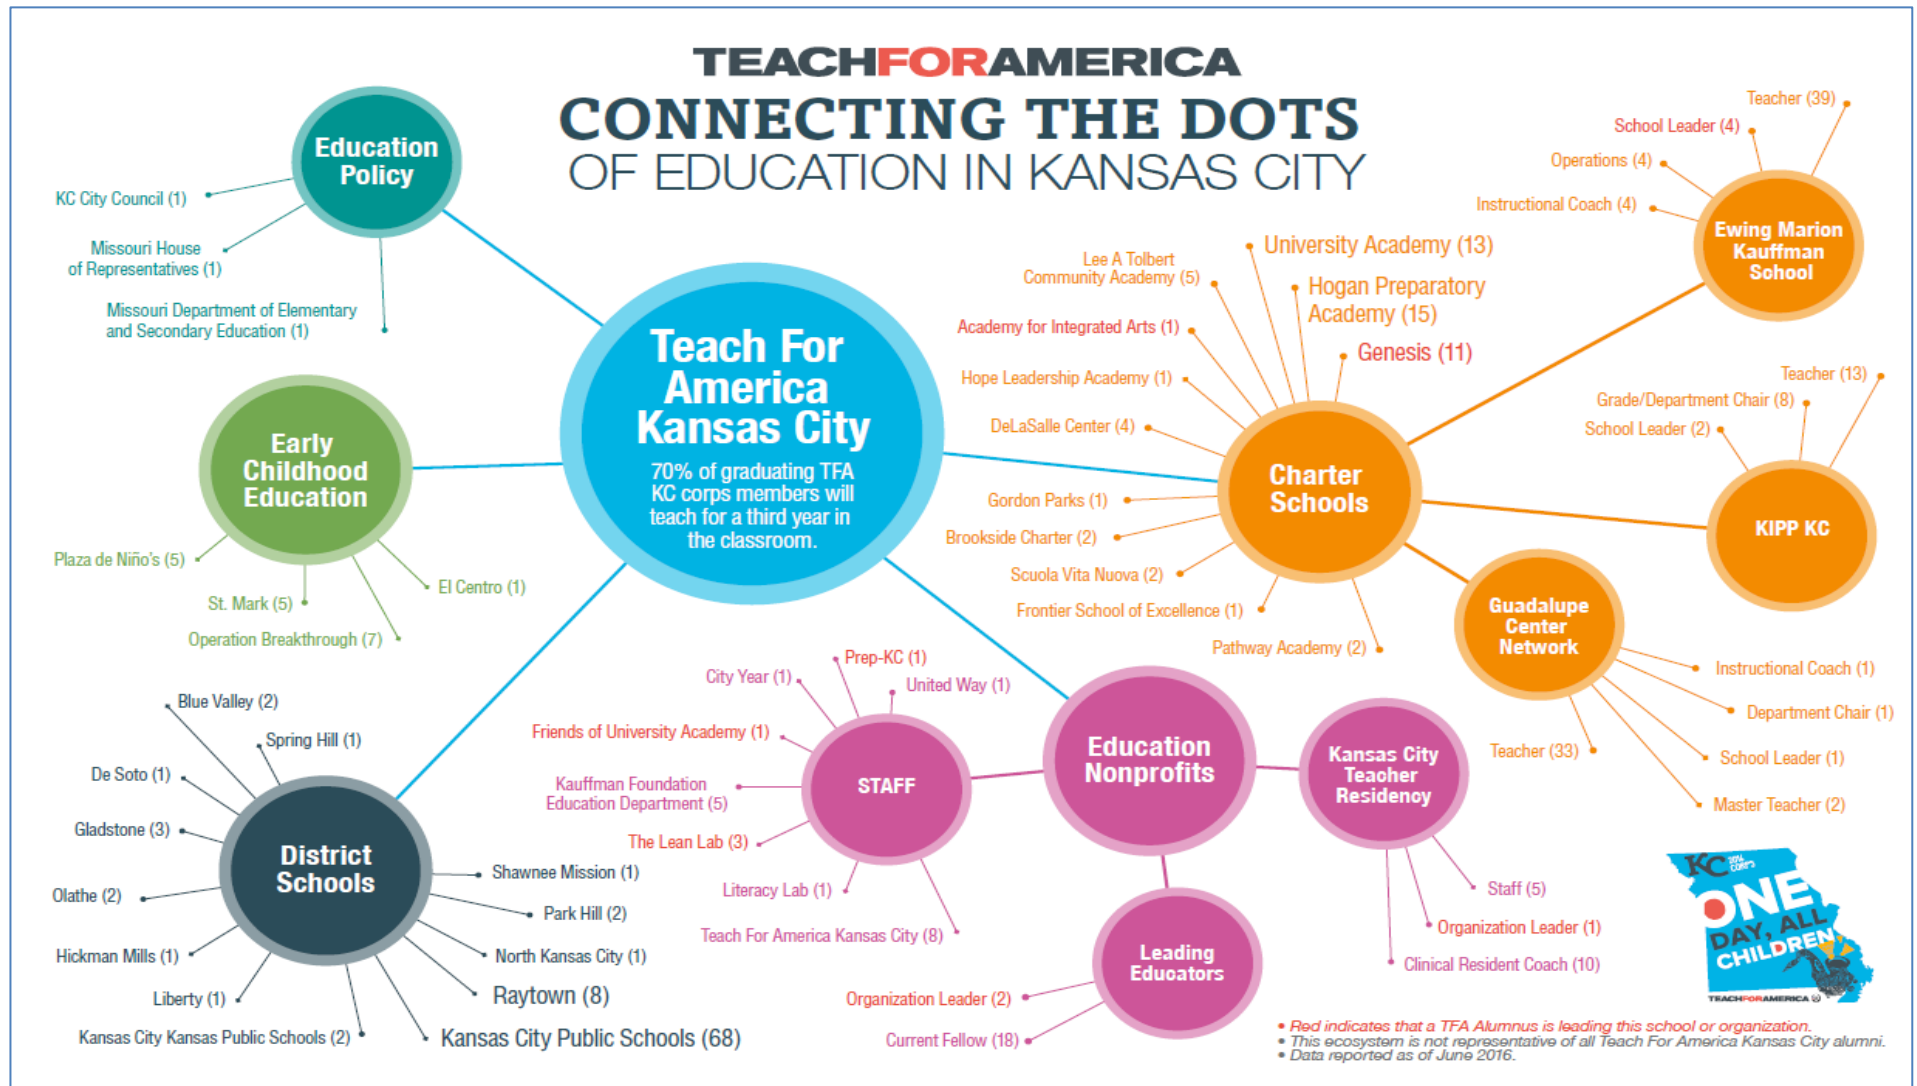 TEACHFORAMERICA
CONNECTING THE DOTS
OF EDUCATION IN KANSAS CITY
Education
Policy
KC City Council (1)
Missouri House
of Representatives (1)
Missouri Department of Elementary
and Secondary Education (1)
Teach For
America
Kansas City
70% of graduating TFA
KC corps members will
teach for a third year in
the classroom.
Early
Childhood
Education
Plaza de Niño's (5)
St. Mark (5)
Operation Breakthrough (7)
El Centro (1)
District
Schools
Blue Valley (2)
Spring Hill (1)
De Soto (1)
Gladstone (3)
Olathe (2)
Hickman Mills (1)
Liberty (1)
Kansas City Kansas Public Schools (2)
Kansas City Public Schools (68)
Raytown (8)
North Kansas City (1)
Park Hill (2)
Shawnee Mission (1)
Charter
Schools
University Academy (13)
Hogan Preparatory
Academy (15)
Genesis (11)
Lee A Tolbert
Community Academy (5)
Academy for Integrated Arts (1)
Hope Leadership Academy (1)
DeLaSalle Center (4)
Gordon Parks (1)
Brookside Charter (2)
Scuola Vita Nuova (2)
Frontier School of Excellence (1)
Pathway Academy (2)
Ewing Marion
Kauffman
School
Teacher (39)
School Leader (4)
Operations (4)
Instructional Coach (4)
KIPP KC
Teacher (13)
Grade/Department Chair (8)
School Leader (2)
Guadalupe
Center
Network
Instructional Coach (1)
Department Chair (1)
School Leader (1)
Master Teacher (2)
Teacher (33)
Education
Nonprofits
STAFF
Prep-KC (1)
City Year (1)
United Way (1)
Friends of University Academy (1)
Kauffman Foundation
Education Department (5)
The Lean Lab (3)
Literacy Lab (1)
Teach For America Kansas City (8)
Kansas City
Teacher
Residency
Staff (5)
Organization Leader (1)
Clinical Resident Coach (10)
Leading
Educators
Organization Leader (2)
Current Fellow (18)
KC
CORPS
ONE
DAY, ALL
CHILDREN
TEACHFORAMERICA
• Red indicates that a TFA Alumnus is leading this school or organization.
• This ecosystem is not representative of all Teach For America Kansas City alumni.
• Data reported as of June 2016.